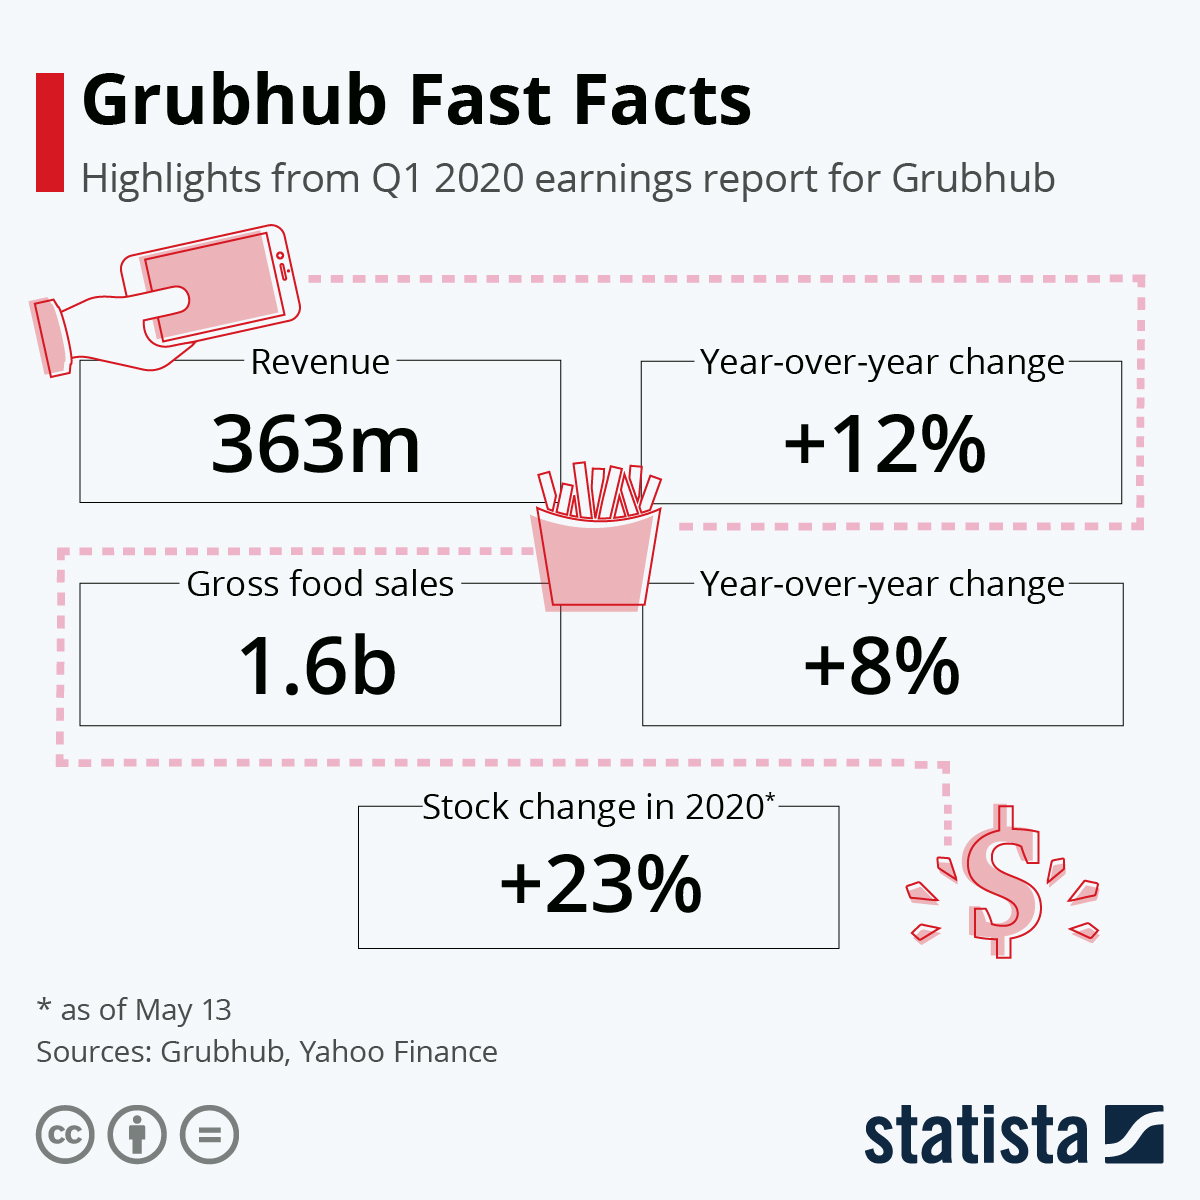 Grubhub Fast Facts
Highlights from Q1 2020 earnings report for Grubhub
Revenue
363m
Year-over-year change
+12%
Gross food sales
1.6b
Year-over-year change
+8%
Stock change in 2020*
+23%
$
* as of May 13
Sources: Grubhub, Yahoo Finance
cc
=
statista